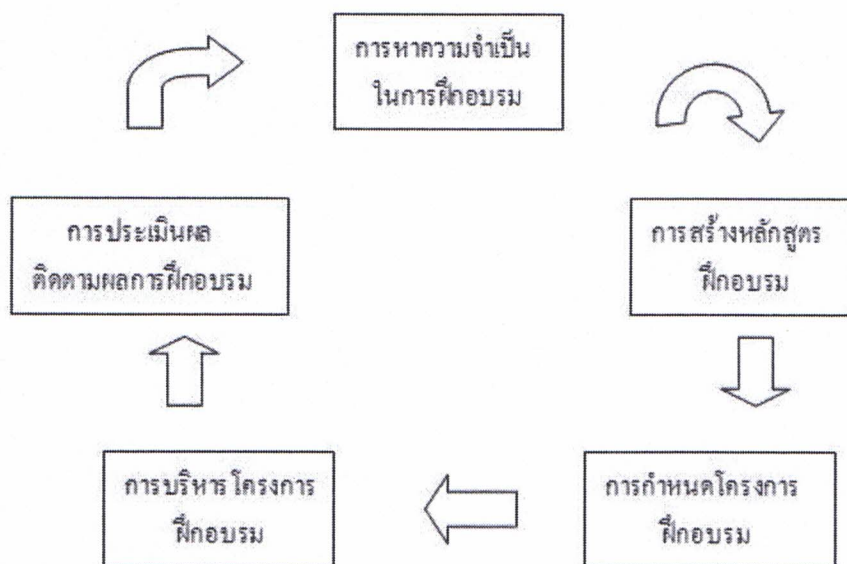 การหาความจำเป็น
ในการฝึกอบรม
การสร้างหลักสูตร
ฝึกอบรม
การกำหนดโครงการ
ฝึกอบรม
การบริหารโครงการ
ฝึกอบรม
การประเมินผล
ติดตามผลการฝึกอบรม